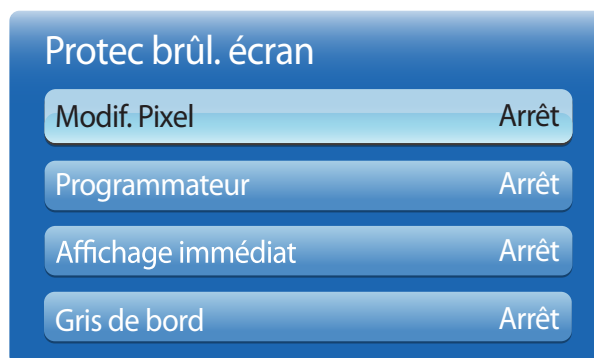 Protec brûl. écran
Modif. Pixel Arrêt
Programmateur Arrêt
Affichage immédiat Arrêt
Gris de bord Arrêt